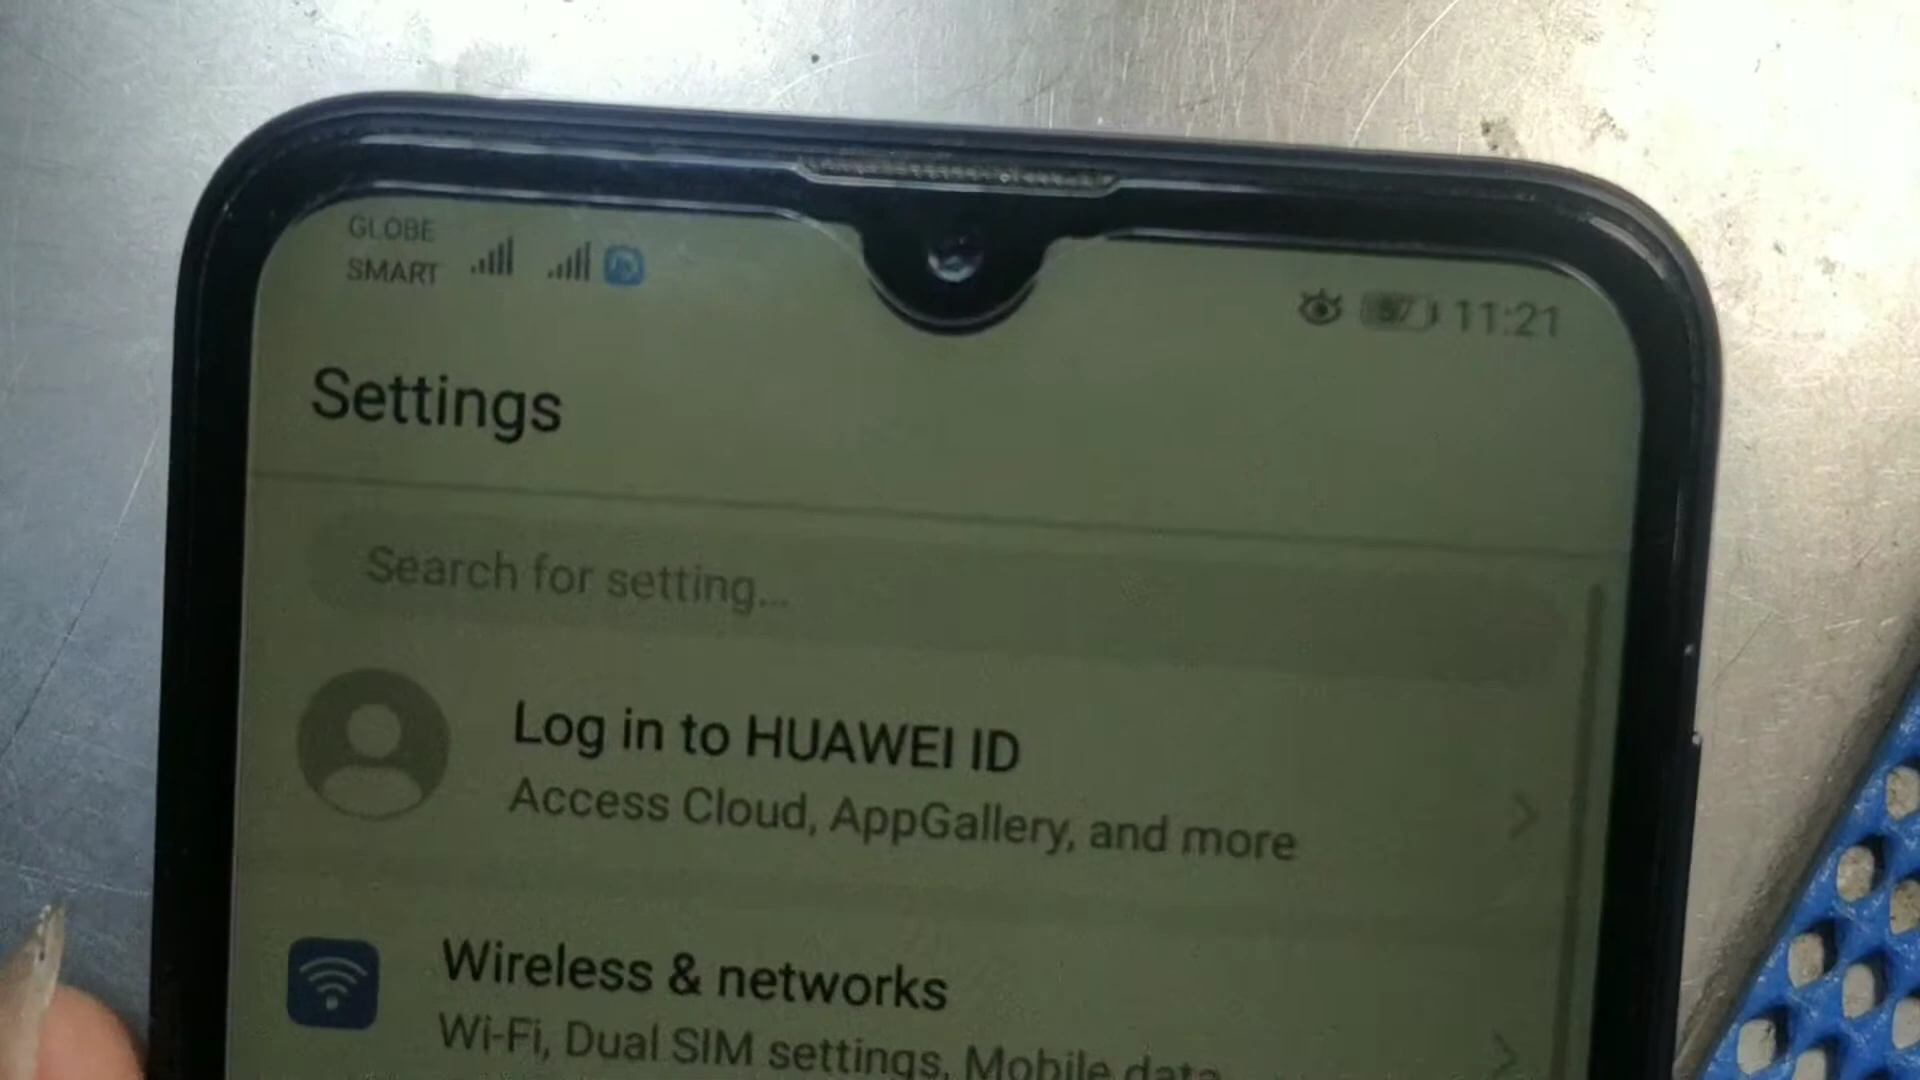 GLOBE
SMART
11:21
Settings
Search for setting...
Log in to HUAWEI ID
Access Cloud, AppGallery, and more
Wireless & networks
Wi-Fi, Dual SIM settings, Mobile data